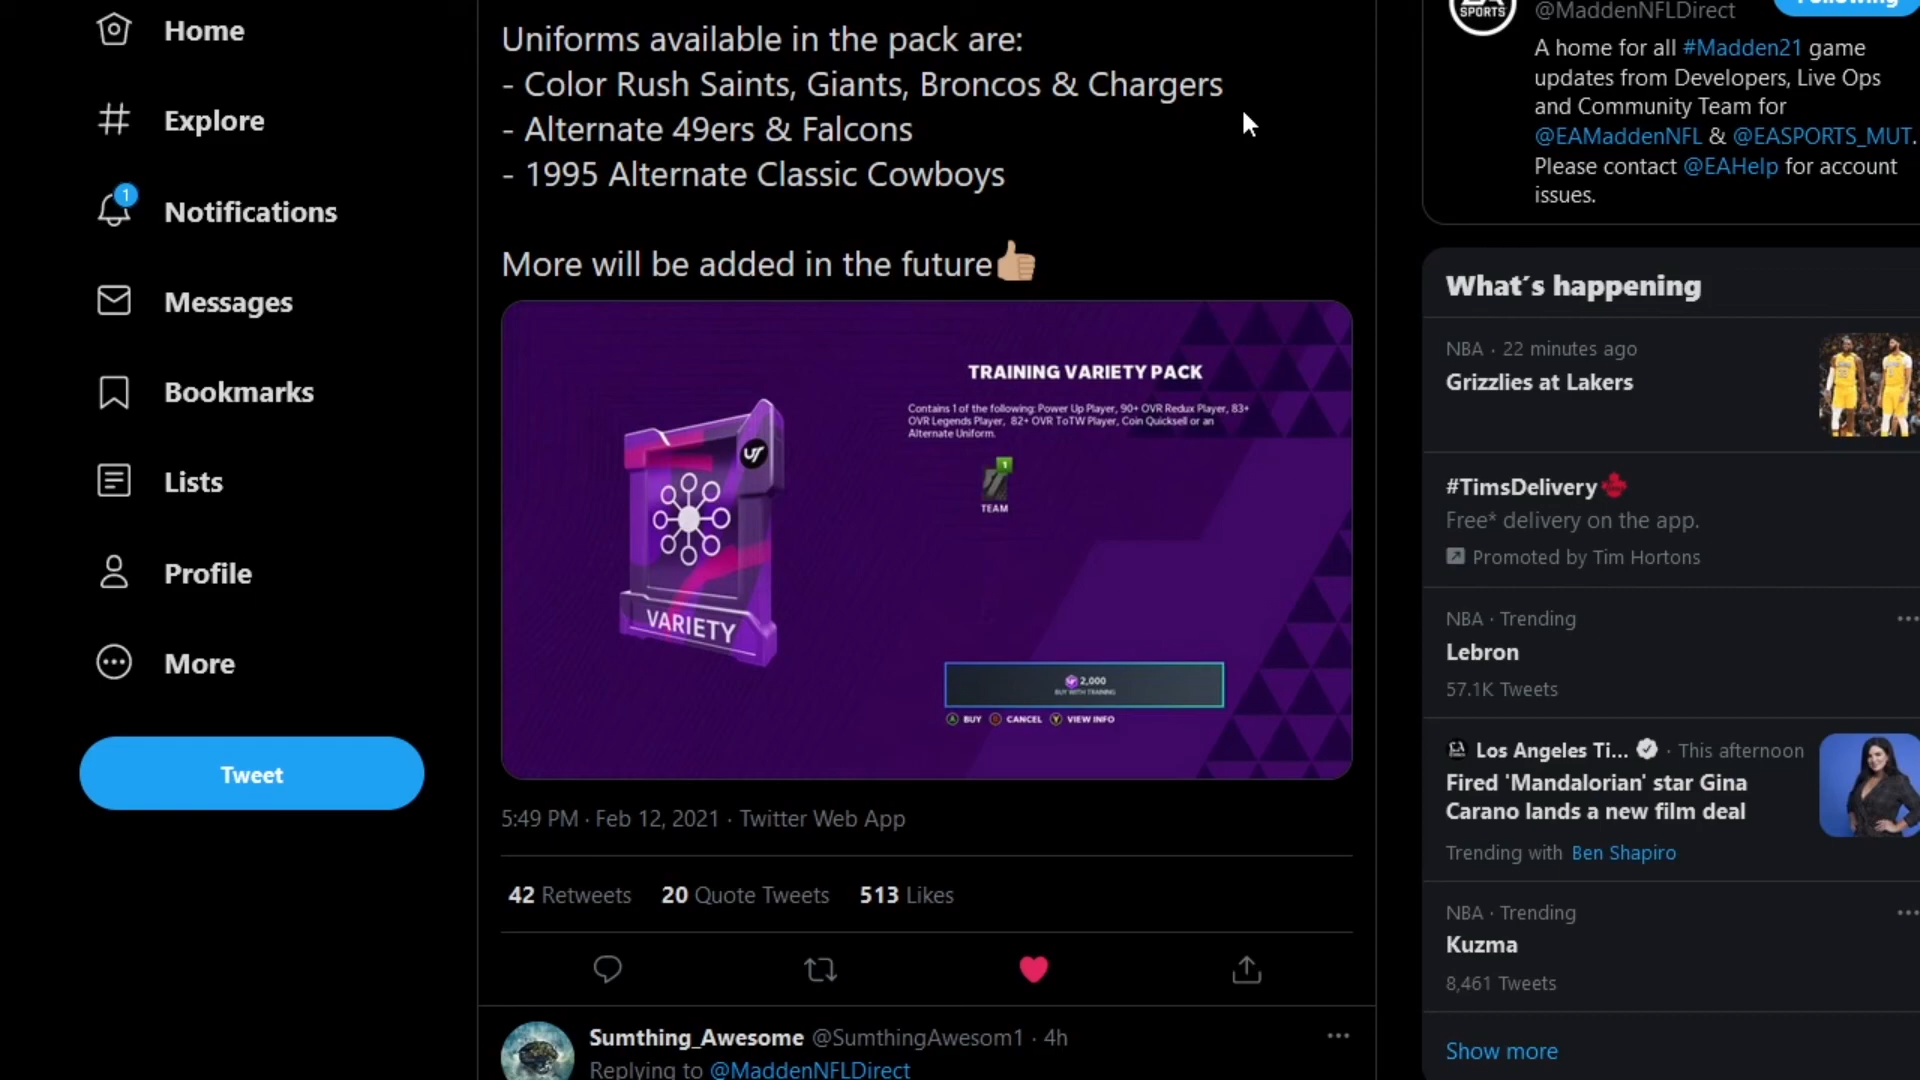 Home
Explore
1
Notifications
Messages
Bookmarks
Lists
Profile
More
Tweet
Uniforms available in the pack are:
- Color Rush Saints, Giants, Broncos & Chargers
- Alternate 49ers & Falcons
- 1995 Alternate Classic Cowboys
More will be added in the future👍🏼
TRAINING VARIETY PACK
Contains 1 of the following: Power Up Player, 90+ OVR Redux Player, 83+
OVR Legends Player, 82+ OVR ToTW Player, Coin Quicksell or an
Alternate Uniform.
UT
VARIETY
1
TEAM
2,000
BUY WITH TRAINING
A BUY B CANCEL Y VIEW INFO
5:49 PM · Feb 12, 2021 · Twitter Web App
42 Retweets 20 Quote Tweets 513 Likes
Sumthing_Awesome @SumthingAwesom1 · 4h
Replying to @MaddenNFLDirect
SPORTS
@MaddenNFLDirect
Following
A home for all #Madden21 game
updates from Developers, Live Ops
and Community Team for
@EAMaddenNFL & @EASPORTS_MUT.
Please contact @EAHelp for account
issues.
What´s happening
NBA · 22 minutes ago
Grizzlies at Lakers
#TimsDelivery
Free* delivery on the app.
Promoted by Tim Hortons
NBA · Trending
Lebron
57.1K Tweets
Los Angeles Ti... · This afternoon
Fired 'Mandalorian' star Gina
Carano lands a new film deal
Trending with Ben Shapiro
NBA · Trending
Kuzma
8,461 Tweets
Show more